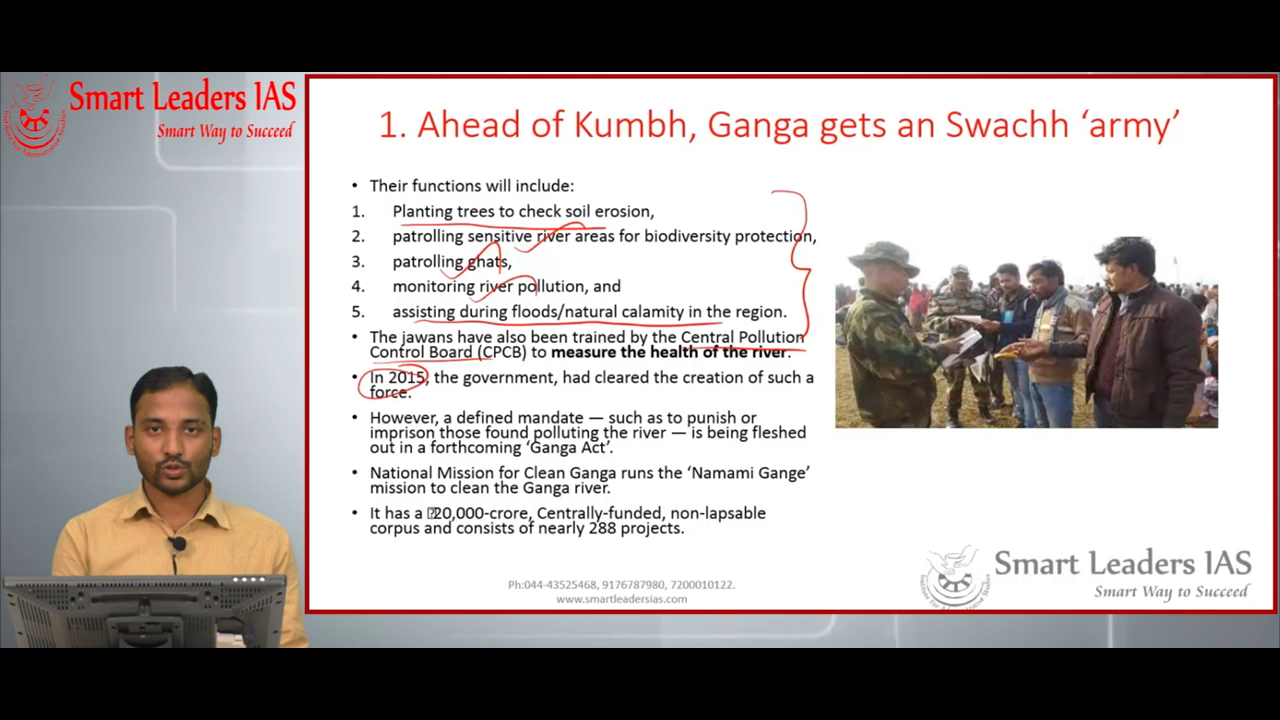 Smart Leaders IAS
Smart Way to Succeed
1. Ahead of Kumbh, Ganga gets an Swachh ‘army’
• Their functions will include:
1. Planting trees to check soil erosion,
2. patrolling sensitive river areas for biodiversity protection,
3. patrolling ghats,
4. monitoring river pollution, and
5. assisting during floods/natural calamity in the region.
• The jawans have also been trained by the Central Pollution
Control Board (CPCB) to measure the health of the river.
• In 2015, the government, had cleared the creation of such a
force.
• However, a defined mandate — such as to punish or
imprison those found polluting the river — is being fleshed
out in a forthcoming ‘Ganga Act’.
• National Mission for Clean Ganga runs the ‘Namami Gange’
mission to clean the Ganga river.
• It has a 20,000-crore, Centrally-funded, non-lapsable
corpus and consists of nearly 288 projects.
Ph:044-43525468, 9176787980, 7200010122.
www.smartleadersias.com
Smart Leaders IAS
Smart Way to Succeed